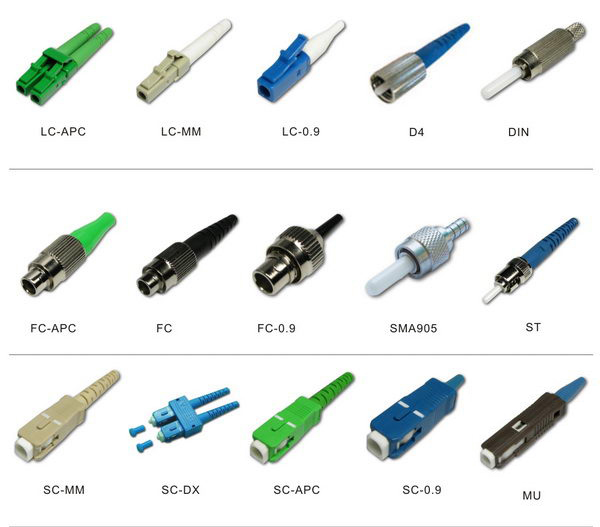 LC-APC LC-MM LC-0.9 D4 DIN
FC-APC FC FC-0.9 SMA905 ST
SC-MM SC-DX SC-APC SC-0.9 MU